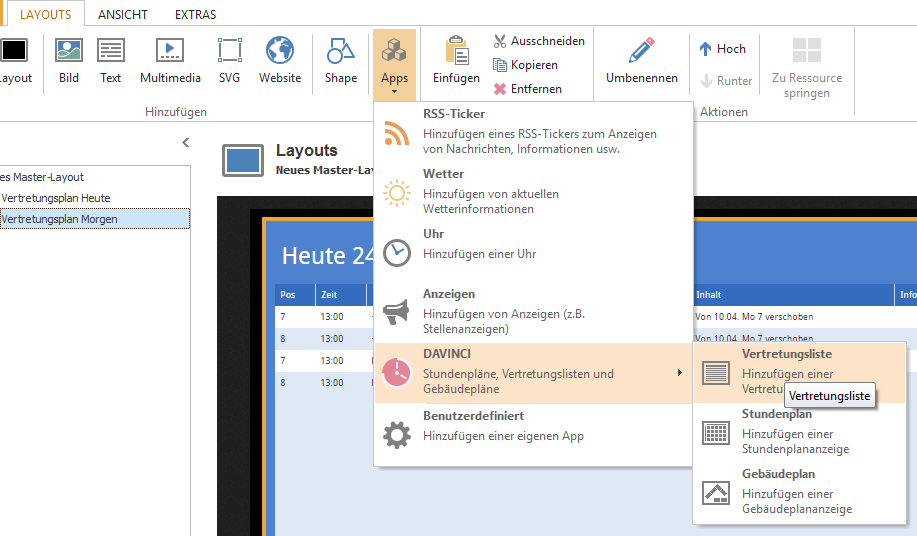 LAYOUTS ANSICHT EXTRAS
Layout Bild Text Multimedia SVG Website Shape Apps Einfügen Ausschneiden Kopieren Entfernen Umbenennen Hoch Runter Zu Ressource springen
Hinzufügen Aktionen
Layouts
Neues Master-Lay
es Master-Layout
Vertretungsplan Heute
Vertretungsplan Morgen
Heute 24
Pos Zeit Inhalt Info
7 13:00 Von 10.04. Mo 7 verschoben
8 13:00 Von 10.04. Mo 8 verschoben
7 13:00
8 13:00
RSS-Ticker
Hinzufügen eines RSS-Tickers zum Anzeigen
von Nachrichten, Informationen usw.
Wetter
Hinzufügen von aktuellen
Wetterinformationen
Uhr
Hinzufügen einer Uhr
Anzeigen
Hinzufügen von Anzeigen (z.B.
Stellenanzeigen)
DAVINCI
Stundenpläne, Vertretungslisten und
Gebäudepläne
Benutzerdefiniert
Hinzufügen einer eigenen App
Vertretungsliste
Hinzufügen einer
Vertretu
Vertretungsliste
Stundenplan
Hinzufügen einer
Stundenplananzeige
Gebäudeplan
Hinzufügen einer
Gebäudeplananzeige